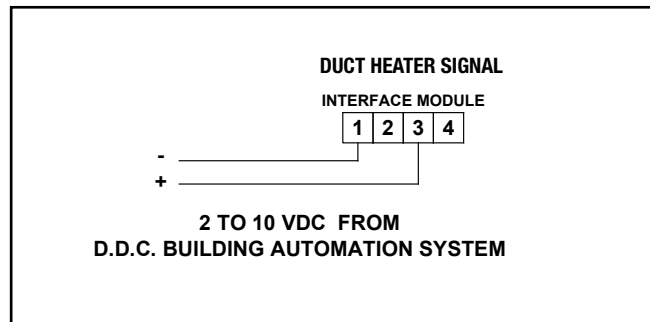 DUCT HEATER SIGNAL
INTERFACE MODULE
1 2 3 4
-
+
2 TO 10 VDC FROM
D.D.C. BUILDING AUTOMATION SYSTEM